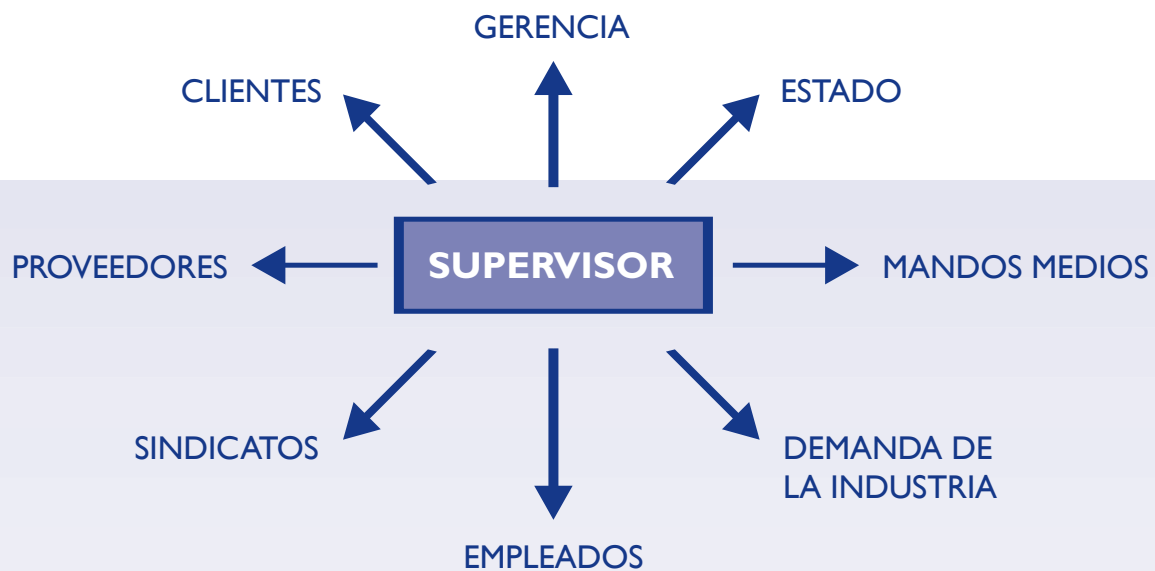 GERENCIA
CLIENTES
ESTADO
PROVEEDORES
SUPERVISOR
MANDOS MEDIOS
SINDICATOS
DEMANDA DE
LA INDUSTRIA
EMPLEADOS